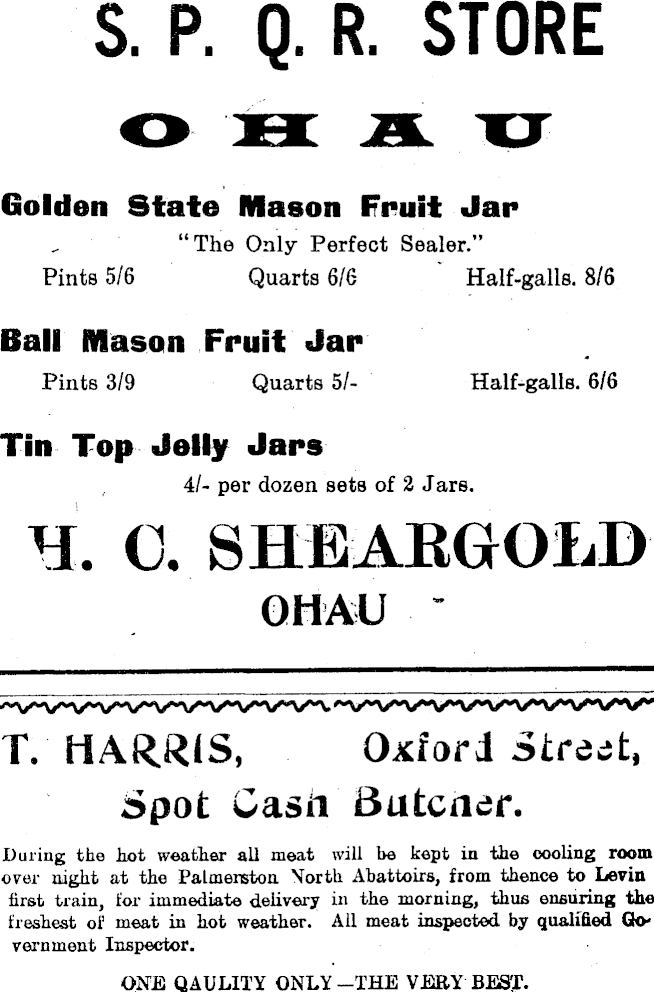 S. P. Q. R. STORE
OHAU
Golden State Mason Fruit Jar
"The Only Perfect Sealer."
Pints 5/6 Quarts 6/6 Half-galls. 8/6
Ball Mason Fruit Jar
Pints 3/9 Quarts 5/- Half-galls. 6/6
Tin Top Jelly Jars
4/- per dozen sets of 2 Jars.
H. C. SHEARGOLD
OHAU
T. HARRIS, Oxford Street,
Spot Cash Butcher.
During the hot weather all meat will be kept in the cooling room
over night at the Palmerston North Abattoirs, from thence to Levin
first train, for immediate delivery in the morning, thus ensuring the
freshest of meat in hot weather. All meat inspected by qualified Go-
vernment Inspector.
ONE QAULITY ONLY—THE VERY BEST.